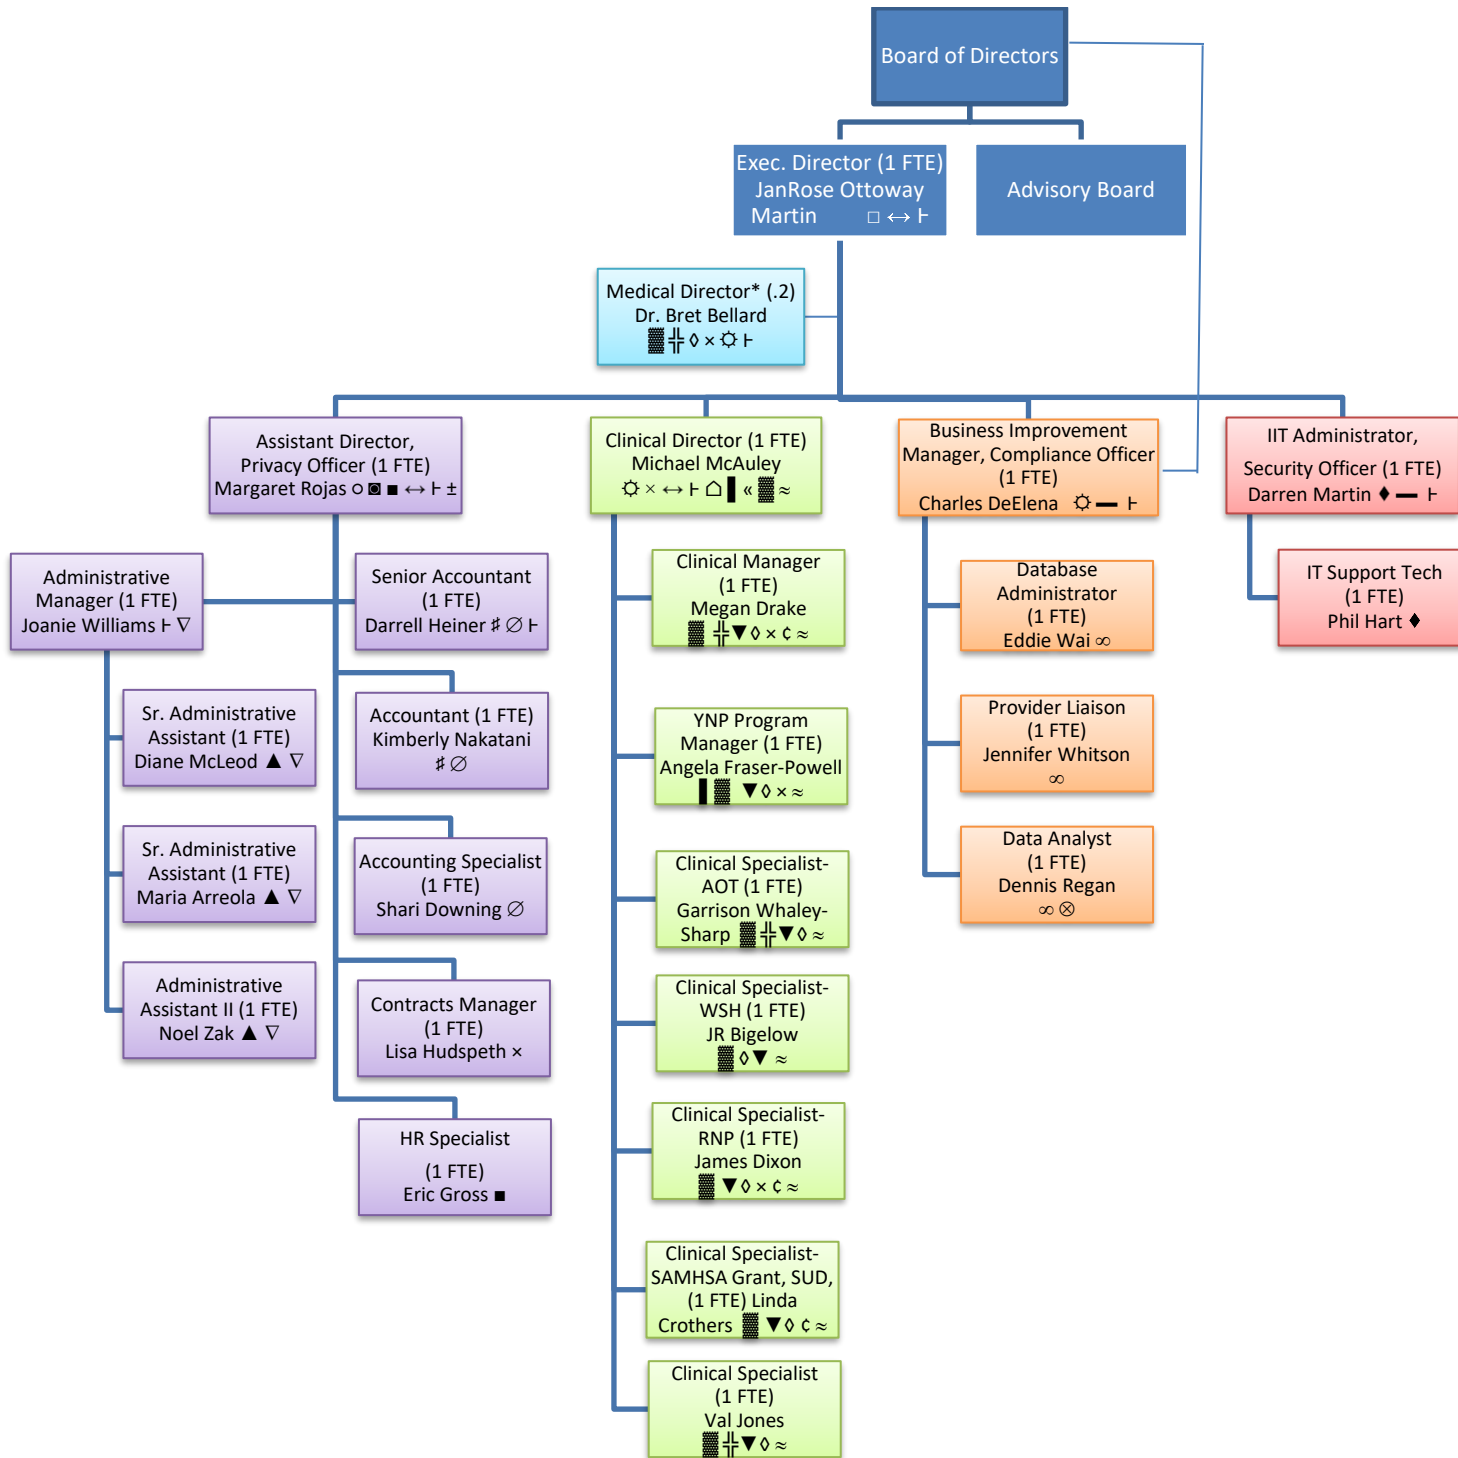 Board of Directors
Exec. Director (1 FTE)
JanRose Ottoway
Martin □ ↔ Ⱶ
Advisory Board
Medical Director* (.2)
Dr. Bret Bellard
▓ ╬ ◊ × ☼ Ⱶ
Assistant Director,
Privacy Officer (1 FTE)
Margaret Rojas ○ ◙ ■ ↔ Ⱶ ±
Clinical Director (1 FTE)
Michael McAuley
☼ × ↔ Ⱶ ⌂ ▌ « ▓ ≈
Business Improvement
Manager, Compliance Officer
(1 FTE)
Charles DeElena ☼ ▬ Ⱶ
IIT Administrator,
Security Officer (1 FTE)
Darren Martin ♦ ▬ Ⱶ
Administrative
Manager (1 FTE)
Joanie Williams Ⱶ ∇
Sr. Administrative
Assistant (1 FTE)
Diane McLeod ▲ ∇
Sr. Administrative
Assistant (1 FTE)
Maria Arreola ▲ ∇
Administrative
Assistant II (1 FTE)
Noel Zak ▲ ∇
Senior Accountant
(1 FTE)
Darrell Heiner ♯ ∅ Ⱶ
Accountant (1 FTE)
Kimberly Nakatani
♯ ∅
Accounting Specialist
(1 FTE)
Shari Downing ∅
Contracts Manager
(1 FTE)
Lisa Hudspeth ×
HR Specialist
(1 FTE)
Eric Gross ■
Clinical Manager
(1 FTE)
Megan Drake
▓ ╬ ▼ ◊ × ¢ ≈
YNP Program
Manager (1 FTE)
Angela Fraser-Powell
▌ ▓ ▼ ◊ × ≈
Clinical Specialist-
AOT (1 FTE)
Garrison Whaley-
Sharp ▓ ╬ ▼ ◊ ≈
Clinical Specialist-
WSH (1 FTE)
JR Bigelow
▓ ◊ ▼ ≈
Clinical Specialist-
RNP (1 FTE)
James Dixon
▓ ▼ ◊ × ¢ ≈
Clinical Specialist-
SAMHSA Grant, SUD,
(1 FTE) Linda
Crothers ▓ ▼ ◊ ¢ ≈
Clinical Specialist
(1 FTE)
Val Jones
▓ ╬ ▼ ◊ ≈
Database
Administrator
(1 FTE)
Eddie Wai ∞
Provider Liaison
(1 FTE)
Jennifer Whitson
∞
Data Analyst
(1 FTE)
Dennis Regan
∞ ⊗
IT Support Tech
(1 FTE)
Phil Hart ♦